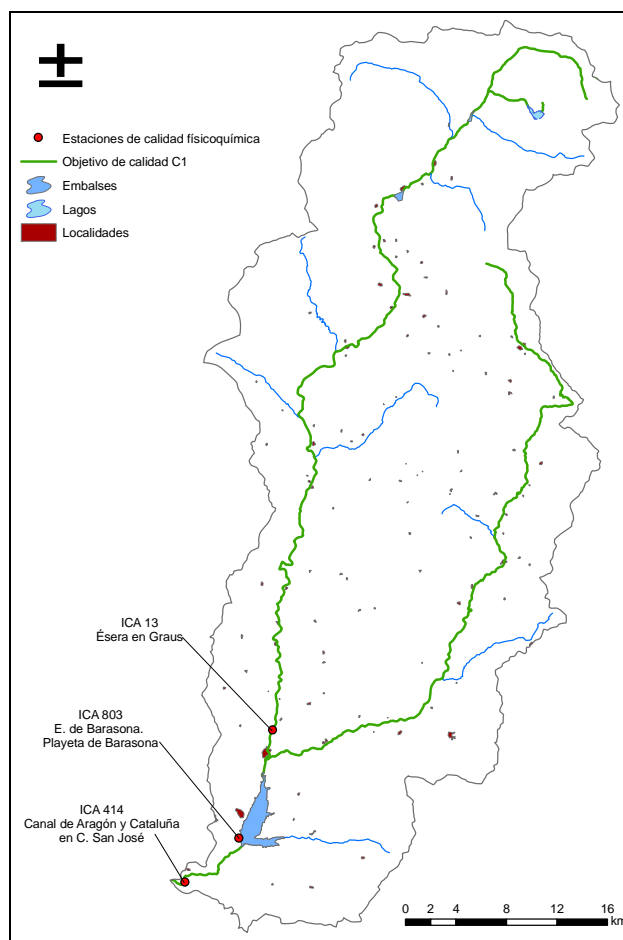 Estaciones de calidad físicoquímica
Objetivo de calidad C1
Embalses
Lagos
Localidades
ICA 13
Ésera en Graus
ICA 803
E. de Barasona.
Playeta de Barasona
ICA 414
Canal de Aragón y Cataluña
en C. San José
0 2 4 8 12 16
km